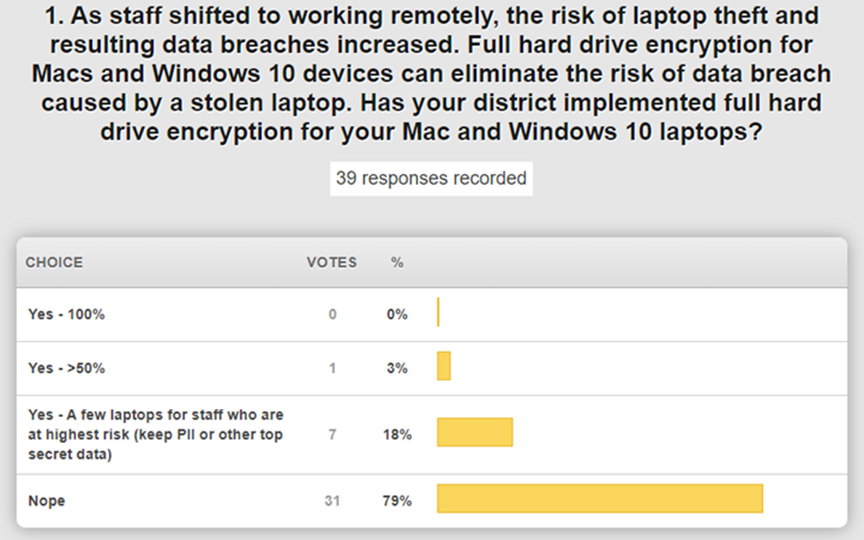 1. As staff shifted to working remotely, the risk of laptop theft and
resulting data breaches increased. Full hard drive encryption for
Macs and Windows 10 devices can eliminate the risk of data breach
caused by a stolen laptop. Has your district implemented full hard
drive encryption for your Mac and Windows 10 laptops?
39 responses recorded
CHOICE VOTES %
Yes - 100% 0 0%
Yes - >50% 1 3%
Yes - A few laptops for staff who are
at highest risk (keep PII or other top
secret data)
7 18%
Nope 31 79%